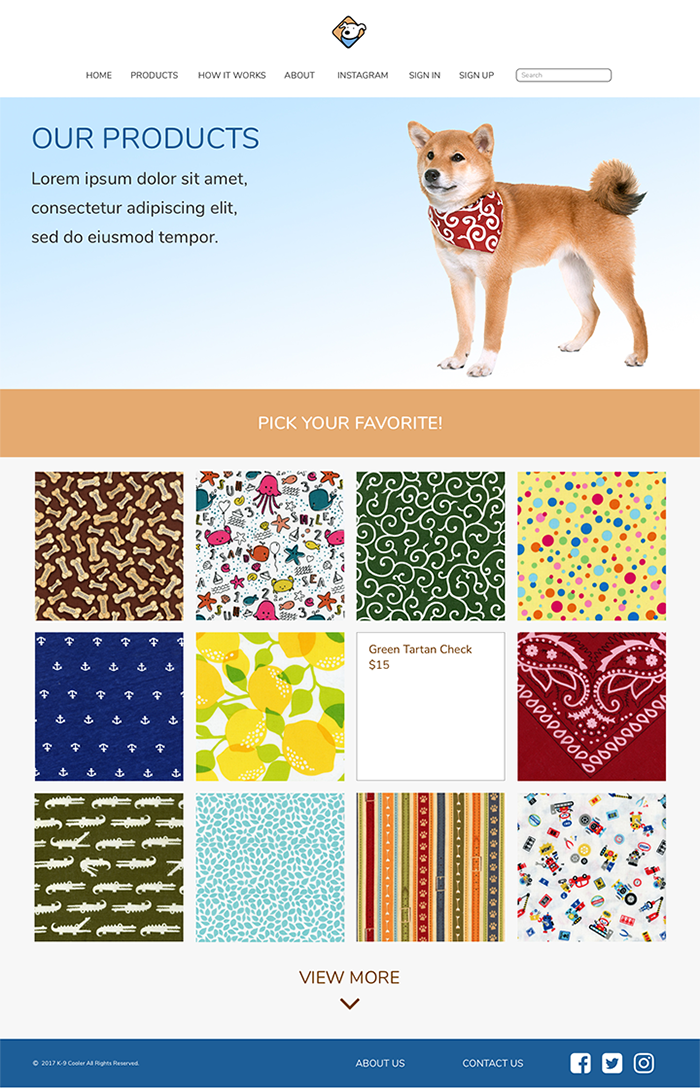 HOME PRODUCTS HOW IT WORKS ABOUT INSTAGRAM SIGN IN SIGN UP Search
OUR PRODUCTS
Lorem ipsum dolor sit amet,
consectetur adipiscing elit,
sed do eiusmod tempor.
PICK YOUR FAVORITE!
Green Tartan Check
$15
VIEW MORE
© 2017 K-9 Cooler All Rights Reserved. ABOUT US CONTACT US